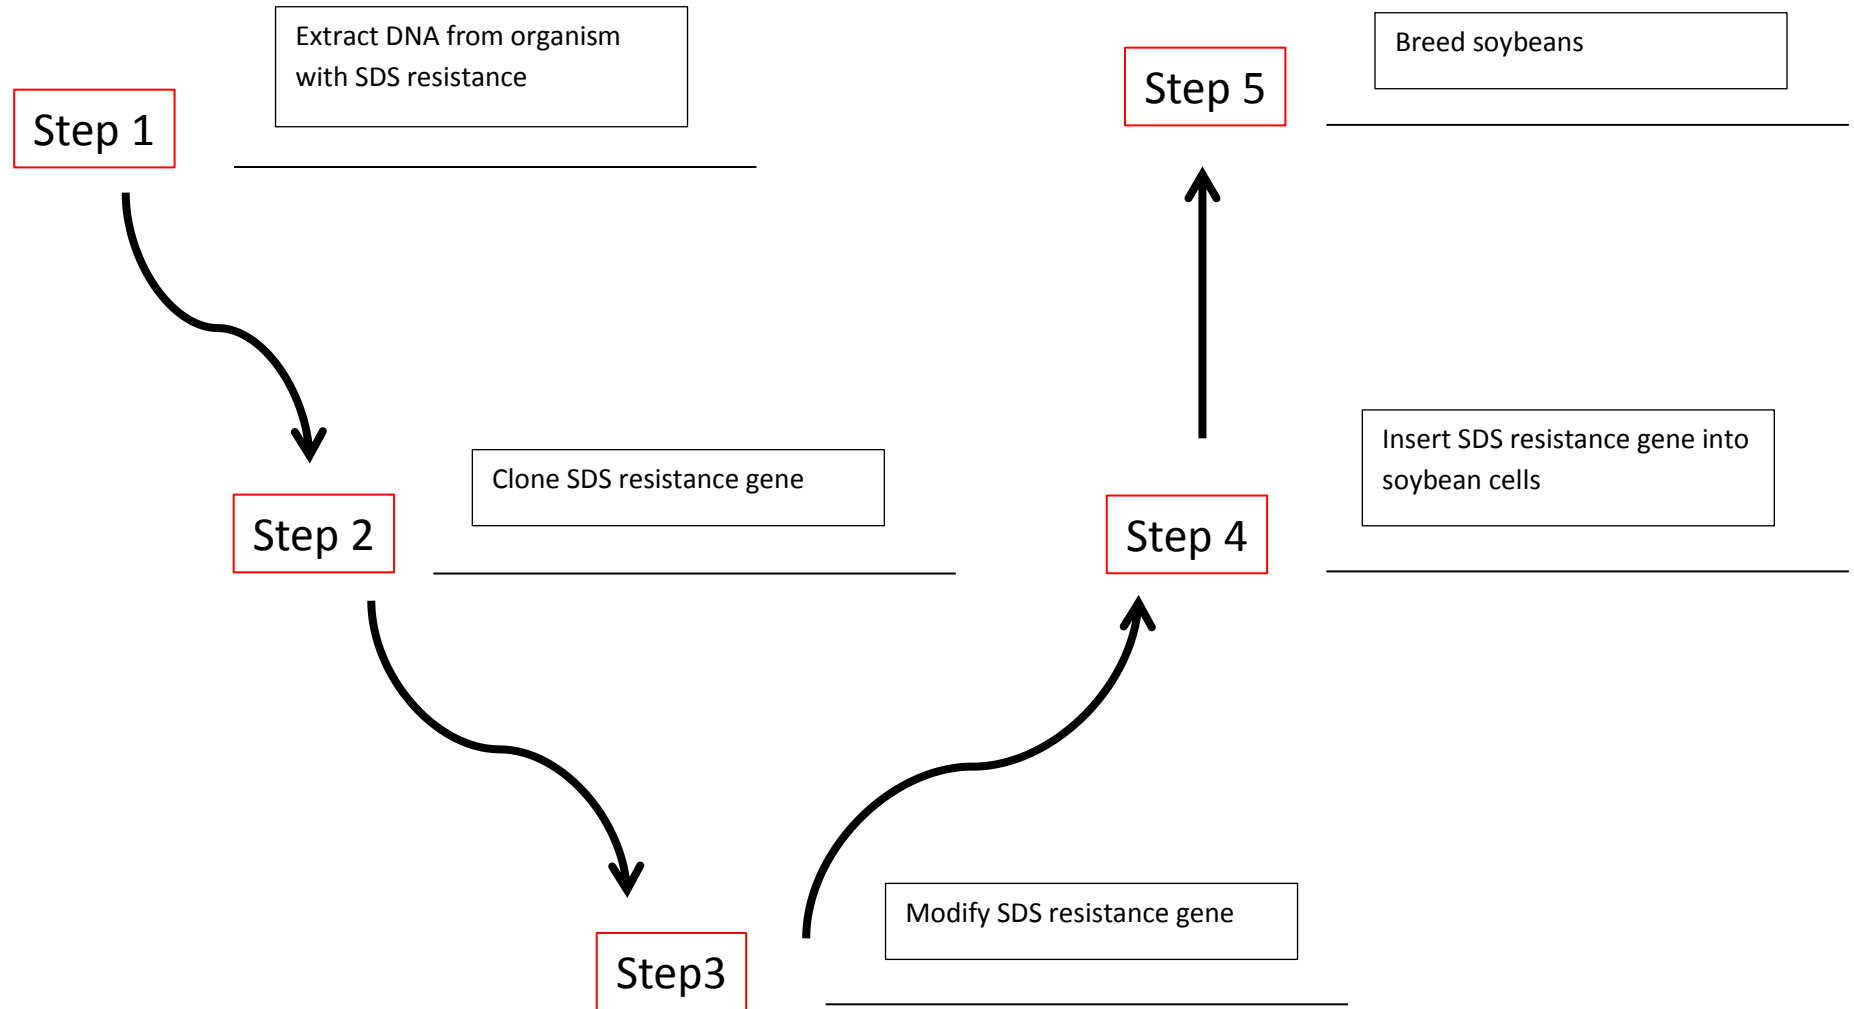 Step 1
Extract DNA from organism
with SDS resistance
Step 2
Clone SDS resistance gene
Step3
Modify SDS resistance gene
Step 4
Insert SDS resistance gene into
soybean cells
Step 5
Breed soybeans